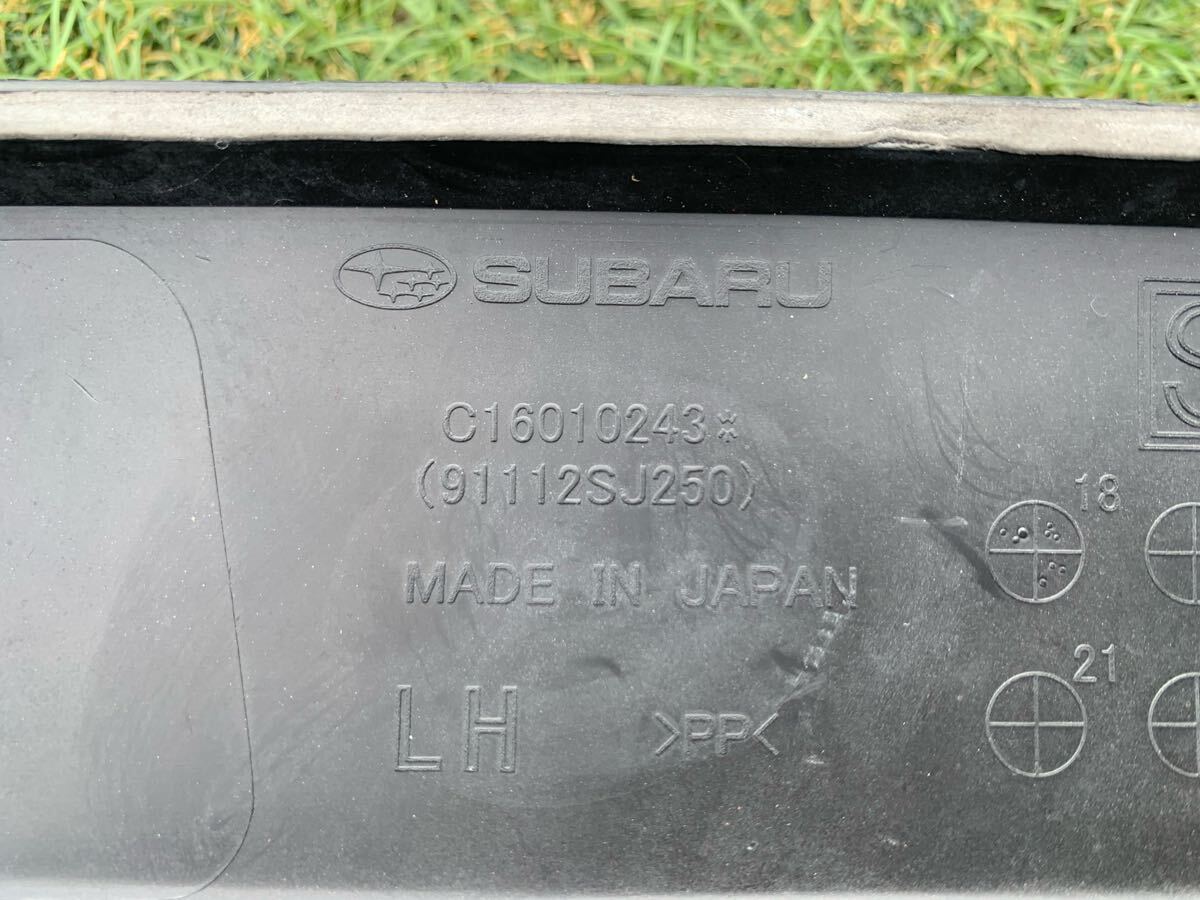 SUBARU
C16010243*
(91112SJ250)
MADE IN JAPAN
LH
>PP<
18
21